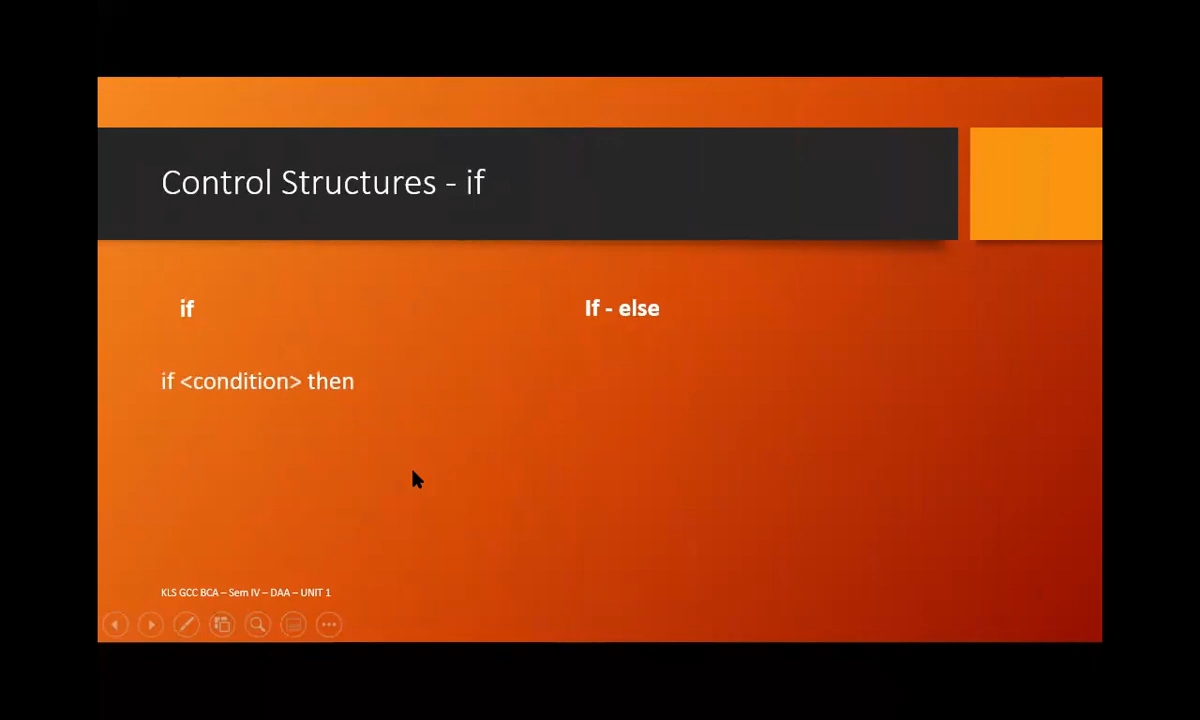 Control Structures - if
if
If - else
if <condition> then
KLS GCC BCA – Sem IV – DAA – UNIT 1